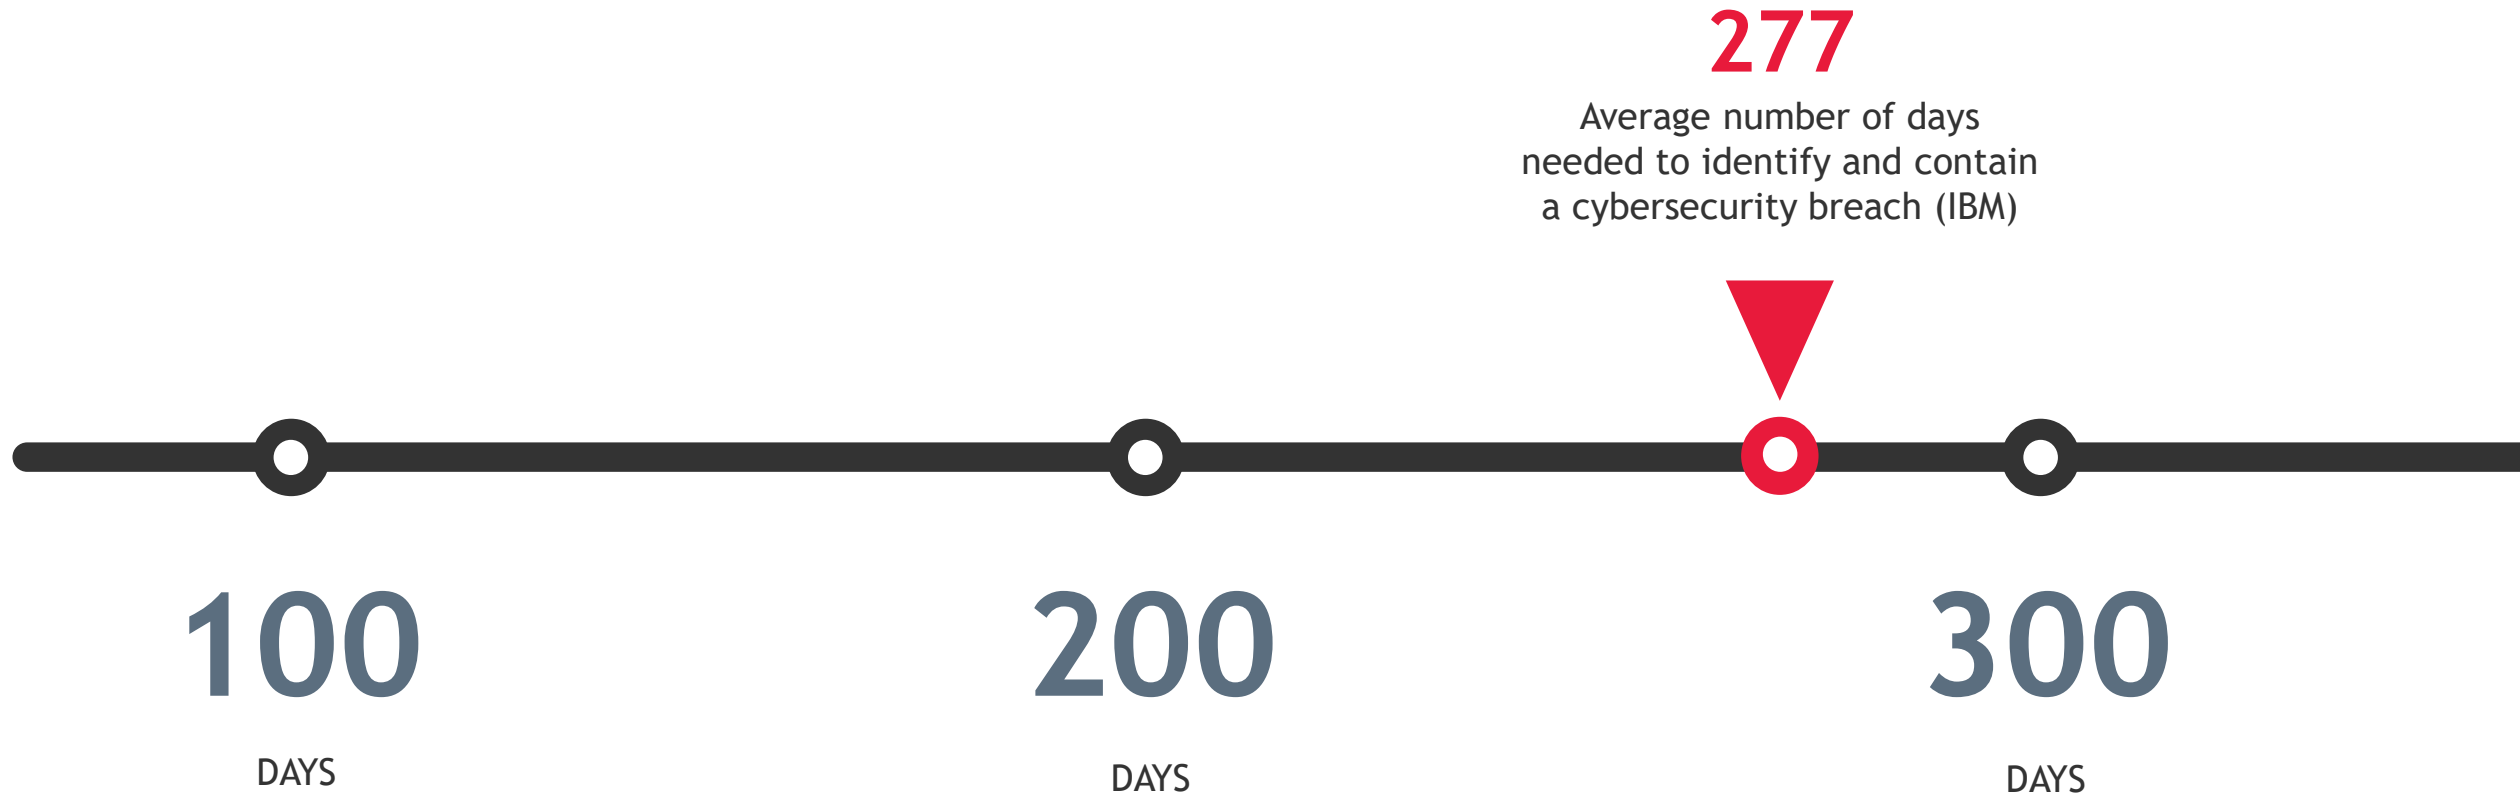 277
Average number of days
needed to identify and contain
a cybersecurity breach (IBM)
100
200
300
DAYS
DAYS
DAYS